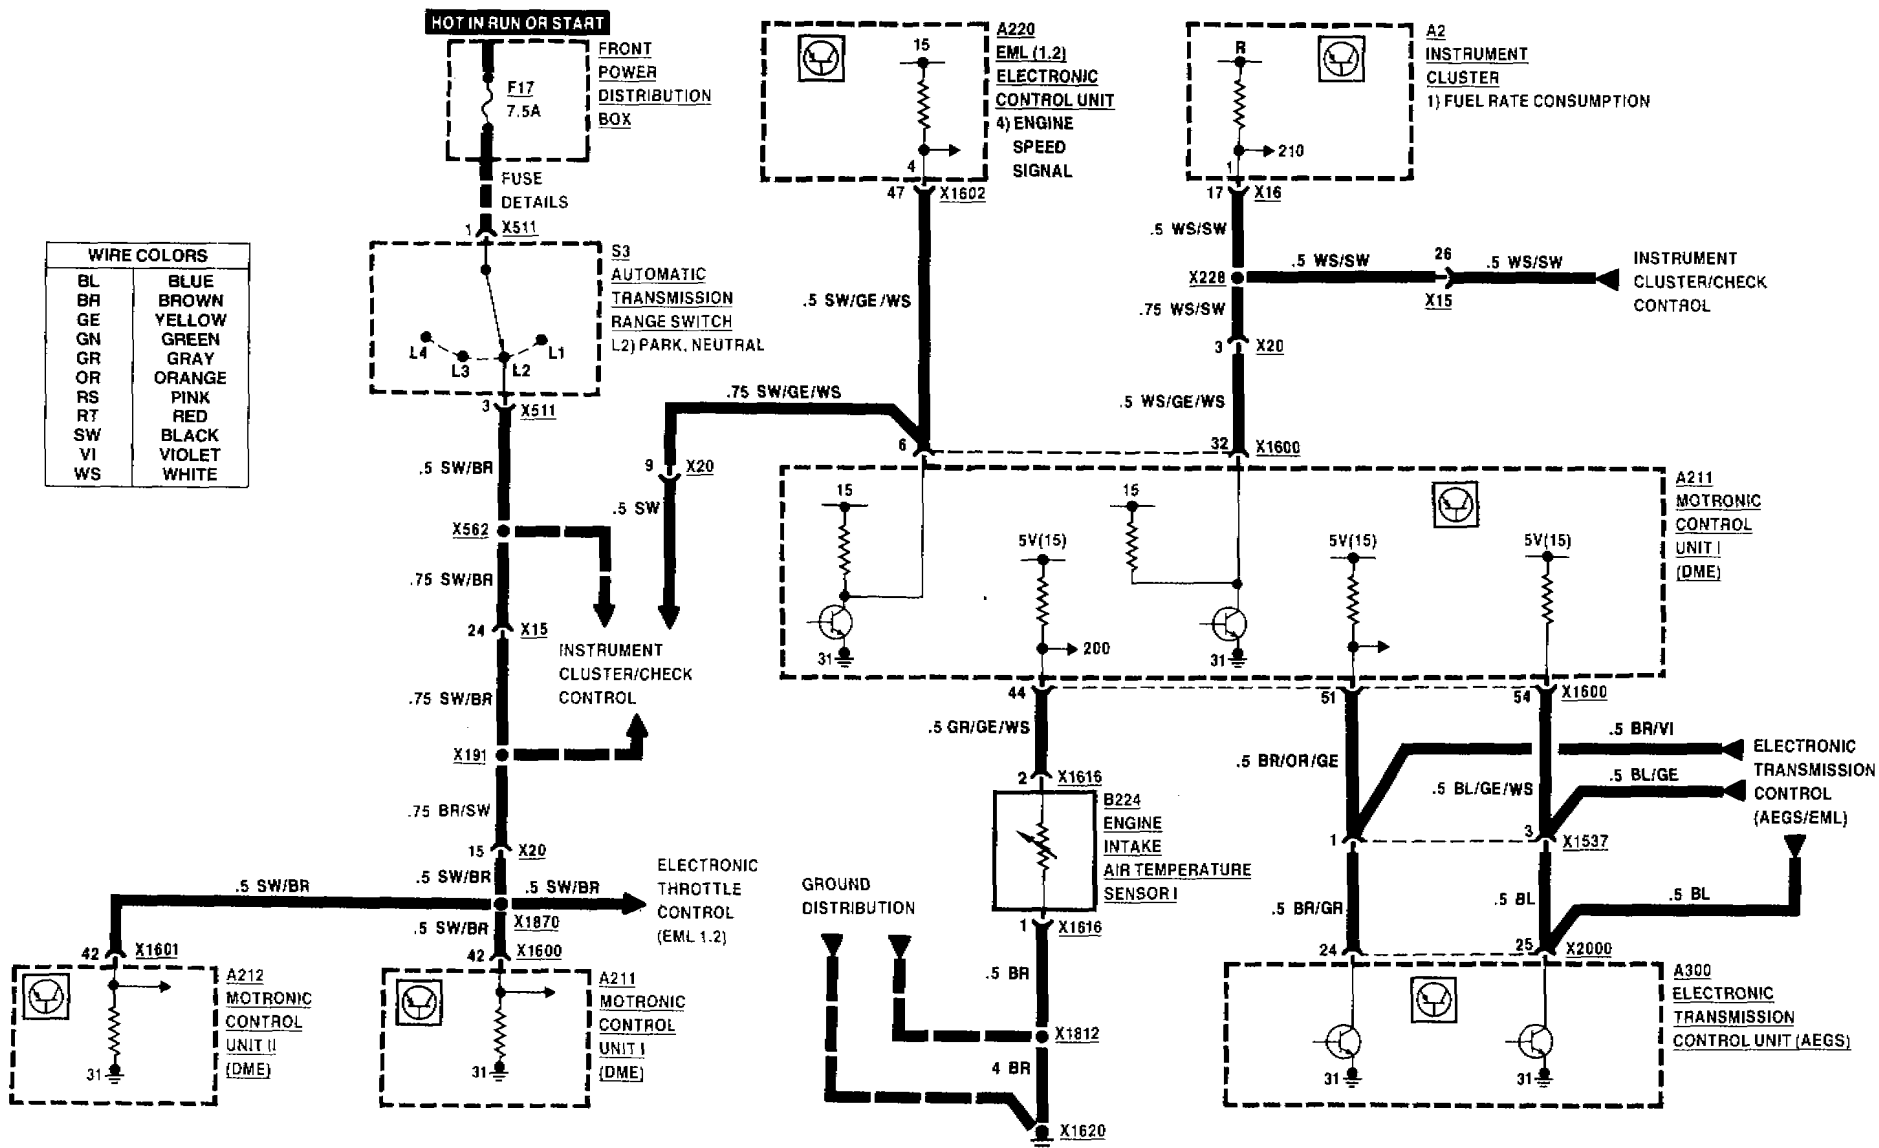 HOT IN RUN OR START
F17
7.5A
FRONT
POWER
DISTRIBUTION
BOX
FUSE
DETAILS
1
X511
S3
AUTOMATIC
TRANSMISSION
RANGE SWITCH
L2) PARK, NEUTRAL
L4
L3
L2
L1
3
X511
WIRE COLORS
BL BLUE
BR BROWN
GE YELLOW
GN GREEN
GR GRAY
OR ORANGE
RS PINK
RT RED
SW BLACK
VI VIOLET
WS WHITE
.5 SW/BR
X562
.75 SW/BR
24
X15
.75 SW/BR
X191
.75 BR/SW
15
X20
.5 SW/BR
.5 SW/BR
.5 SW/BR
X1870
.5 SW/BR
42
X1601
42
X1600
ELECTRONIC
THROTTLE
CONTROL
(EML 1.2)
A212
MOTRONIC
CONTROL
UNIT II
(DME)
31
A211
MOTRONIC
CONTROL
UNIT I
(DME)
31
INSTRUMENT
CLUSTER/CHECK
CONTROL
15
4
A220
EML (1.2)
ELECTRONIC
CONTROL UNIT
4) ENGINE
SPEED
SIGNAL
47
X1602
.5 SW/GE/WS
.75 SW/GE/WS
9
X20
.5 SW
6
R
210
1
A2
INSTRUMENT
CLUSTER
1) FUEL RATE CONSUMPTION
17
X16
.5 WS/SW
X228
.5 WS/SW
26
X15
.5 WS/SW
INSTRUMENT
CLUSTER/CHECK
CONTROL
.75 WS/SW
3
X20
.5 WS/GE/WS
32
X1600
A211
MOTRONIC
CONTROL
UNIT I
(DME)
15
31
5V(15)
200
15
31
5V(15)
5V(15)
44
51
54
X1600
.5 GR/GE/WS
2
X1616
B224
ENGINE
INTAKE
AIR TEMPERATURE
SENSOR I
1
X1616
.5 BR
X1812
4 BR
X1620
GROUND
DISTRIBUTION
.5 BR/OR/GE
.5 BR/VI
.5 BL/GE/WS
.5 BL/GE
ELECTRONIC
TRANSMISSION
CONTROL
(AEGS/EML)
1
3
X1537
.5 BR/GR
.5 BL
.5 BL
24
25
X2000
A300
ELECTRONIC
TRANSMISSION
CONTROL UNIT (AEGS)
31
31